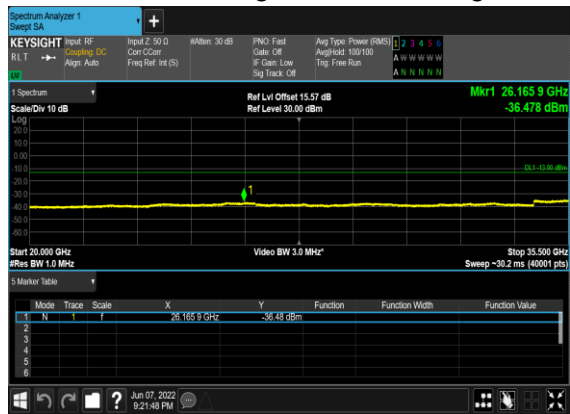 Spectrum Analyzer 1
Swept SA
KEYSIGHT
RLT
Input: RF
Coupling: DC
Align: Auto
Input Z: 50 Ω
Corr CCorr
Freq Ref: Int (S)
#Atten: 30 dB
PNO: Fast
Gate: Off
IF Gain: Low
Sig Track: Off
Avg Type: Power (RMS)
Avg|Hold: 100/100
Trig: Free Run
1 2 3 4 5 6
A W W W W W
A N N N N N
LM
1 Spectrum
Scale/Div 10 dB
Ref Lvl Offset 15.57 dB
Ref Level 30.00 dBm
Mkr1 26.165 9 GHz
-36.478 dBm
Log
20.0
10.0
0.00
-10.0
DL1 -13.00 dBm
-20.0
-30.0
-40.0
-50.0
-60.0
1
Start 20.000 GHz
#Res BW 1.0 MHz
Video BW 3.0 MHz*
Stop 35.500 GHz
Sweep ~30.2 ms (40001 pts)
5 Marker Table
Mode Trace Scale X Y Function Function Width Function Value
1 N 1 f 26.165 9 GHz -36.48 dBm
2
3
4
5
6
?
Jun 07, 2022
9:21:48 PM